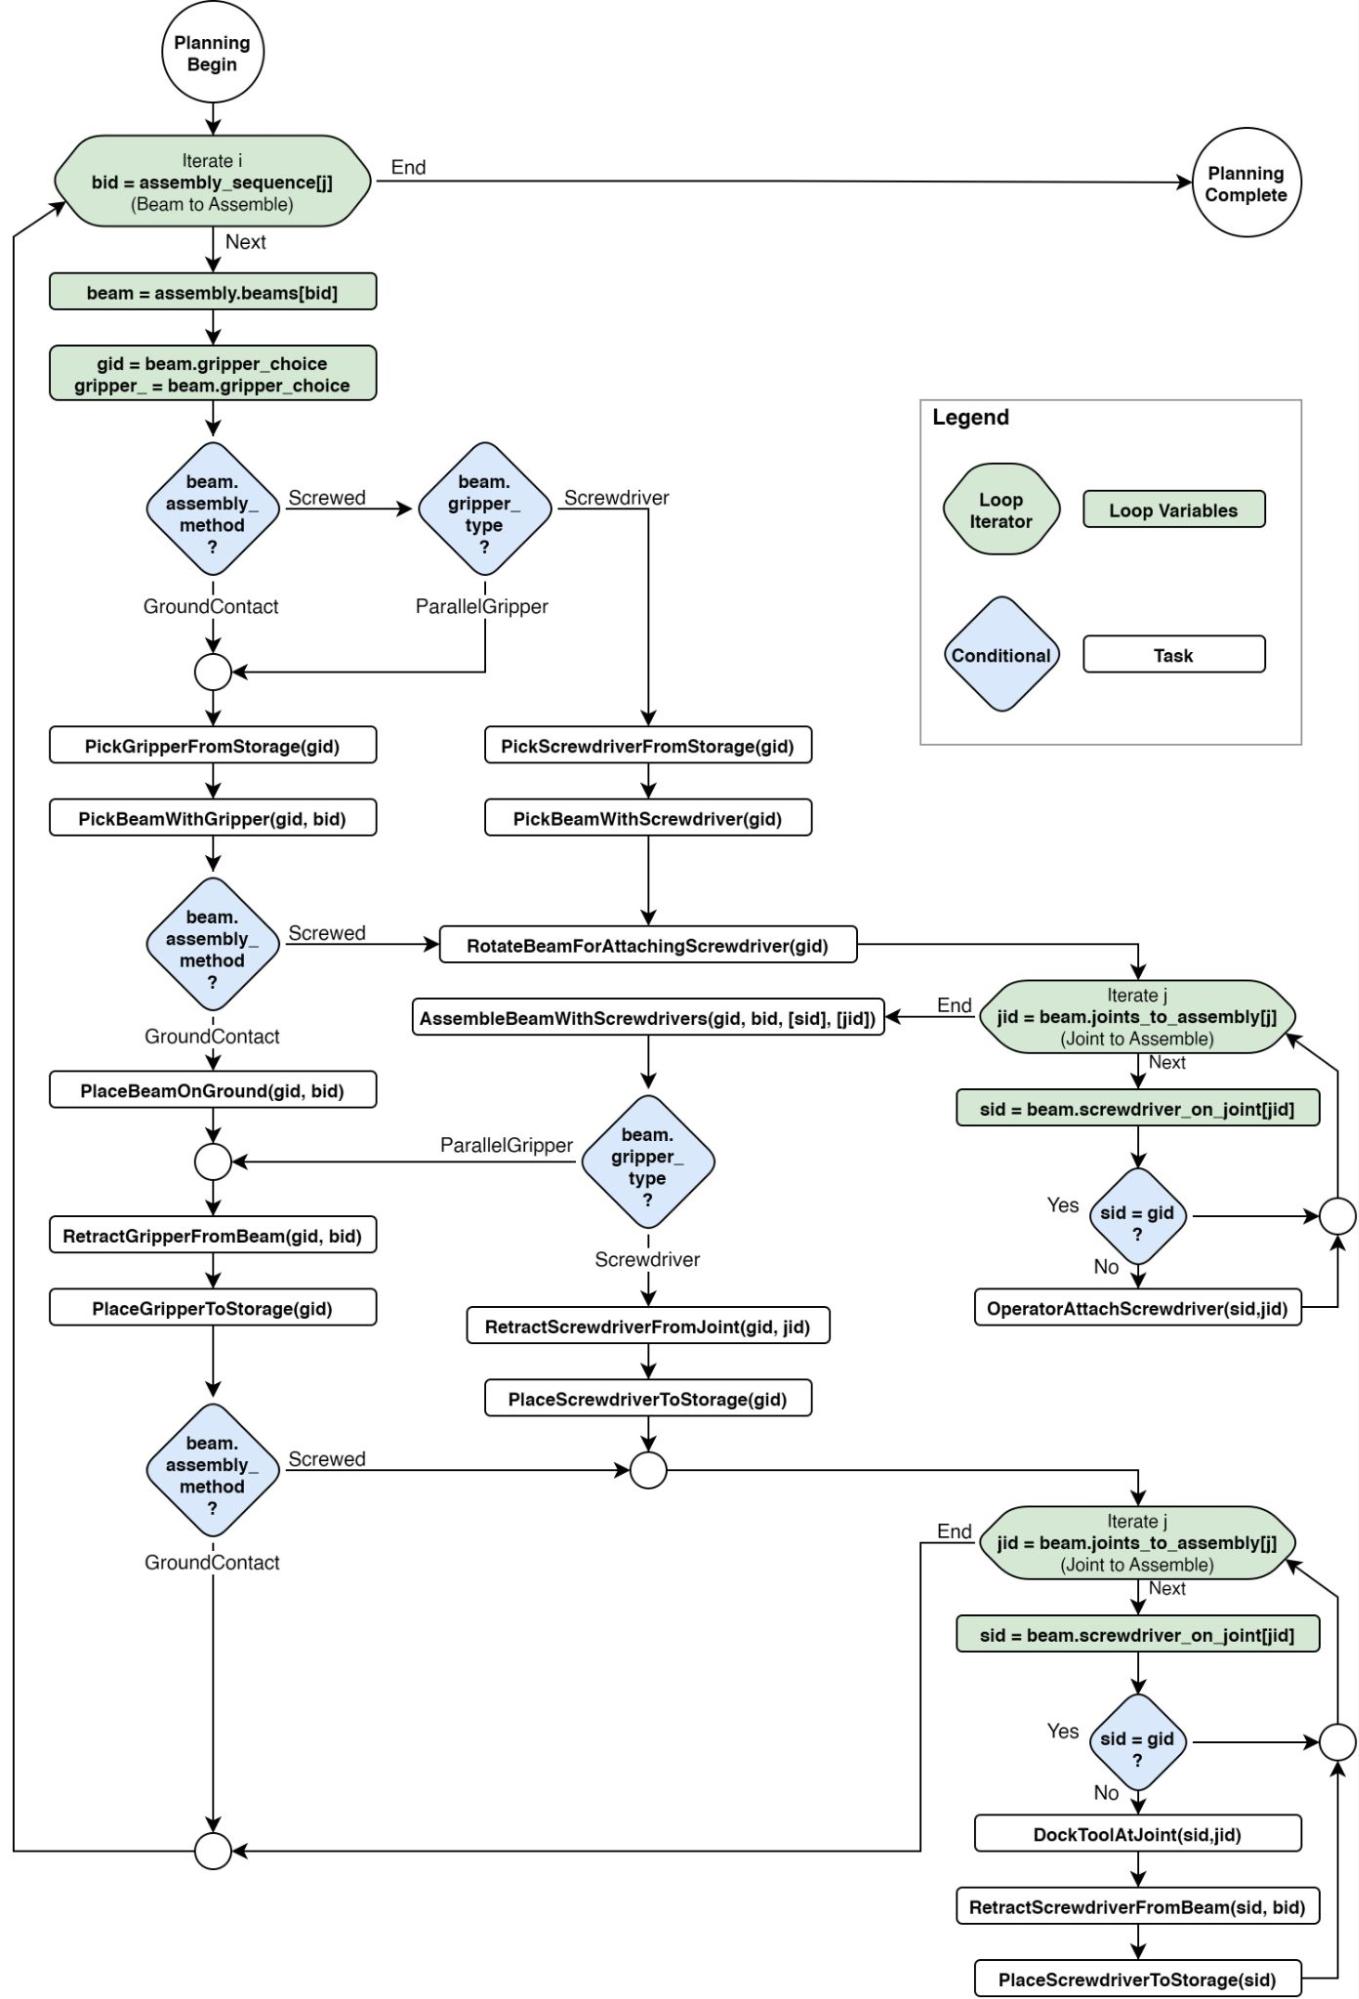 Planning
Begin
Iterate i
bid = assembly_sequence[j]
(Beam to Assemble)
End
Planning
Complete
Next
beam = assembly.beams[bid]
gid = beam.gripper_choice
gripper_ = beam.gripper_choice
Legend
Loop
Iterator
Loop Variables
Conditional
Task
beam.
assembly_
method
?
Screwed
beam.
gripper_
type
?
Screwdriver
GroundContact
ParallelGripper
PickGripperFromStorage(gid)
PickScrewdriverFromStorage(gid)
PickBeamWithGripper(gid, bid)
PickBeamWithScrewdriver(gid)
beam.
assembly_
method
?
Screwed
RotateBeamForAttachingScrewdriver(gid)
Iterate j
jid = beam.joints_to_assembly[j]
(Joint to Assemble)
End
AssembleBeamWithScrewdrivers(gid, bid, [sid], [jid])
GroundContact
Next
PlaceBeamOnGround(gid, bid)
sid = beam.screwdriver_on_joint[jid]
ParallelGripper
beam.
gripper_
type
?
Yes
sid = gid
?
No
RetractGripperFromBeam(gid, bid)
Screwdriver
PlaceGripperToStorage(gid)
OperatorAttachScrewdriver(sid,jid)
RetractScrewdriverFromJoint(gid, jid)
PlaceScrewdriverToStorage(gid)
beam.
assembly_
method
?
Screwed
GroundContact
Iterate j
jid = beam.joints_to_assembly[j]
(Joint to Assemble)
End
Next
sid = beam.screwdriver_on_joint[jid]
Yes
sid = gid
?
No
DockToolAtJoint(sid,jid)
RetractScrewdriverFromBeam(sid, bid)
PlaceScrewdriverToStorage(sid)